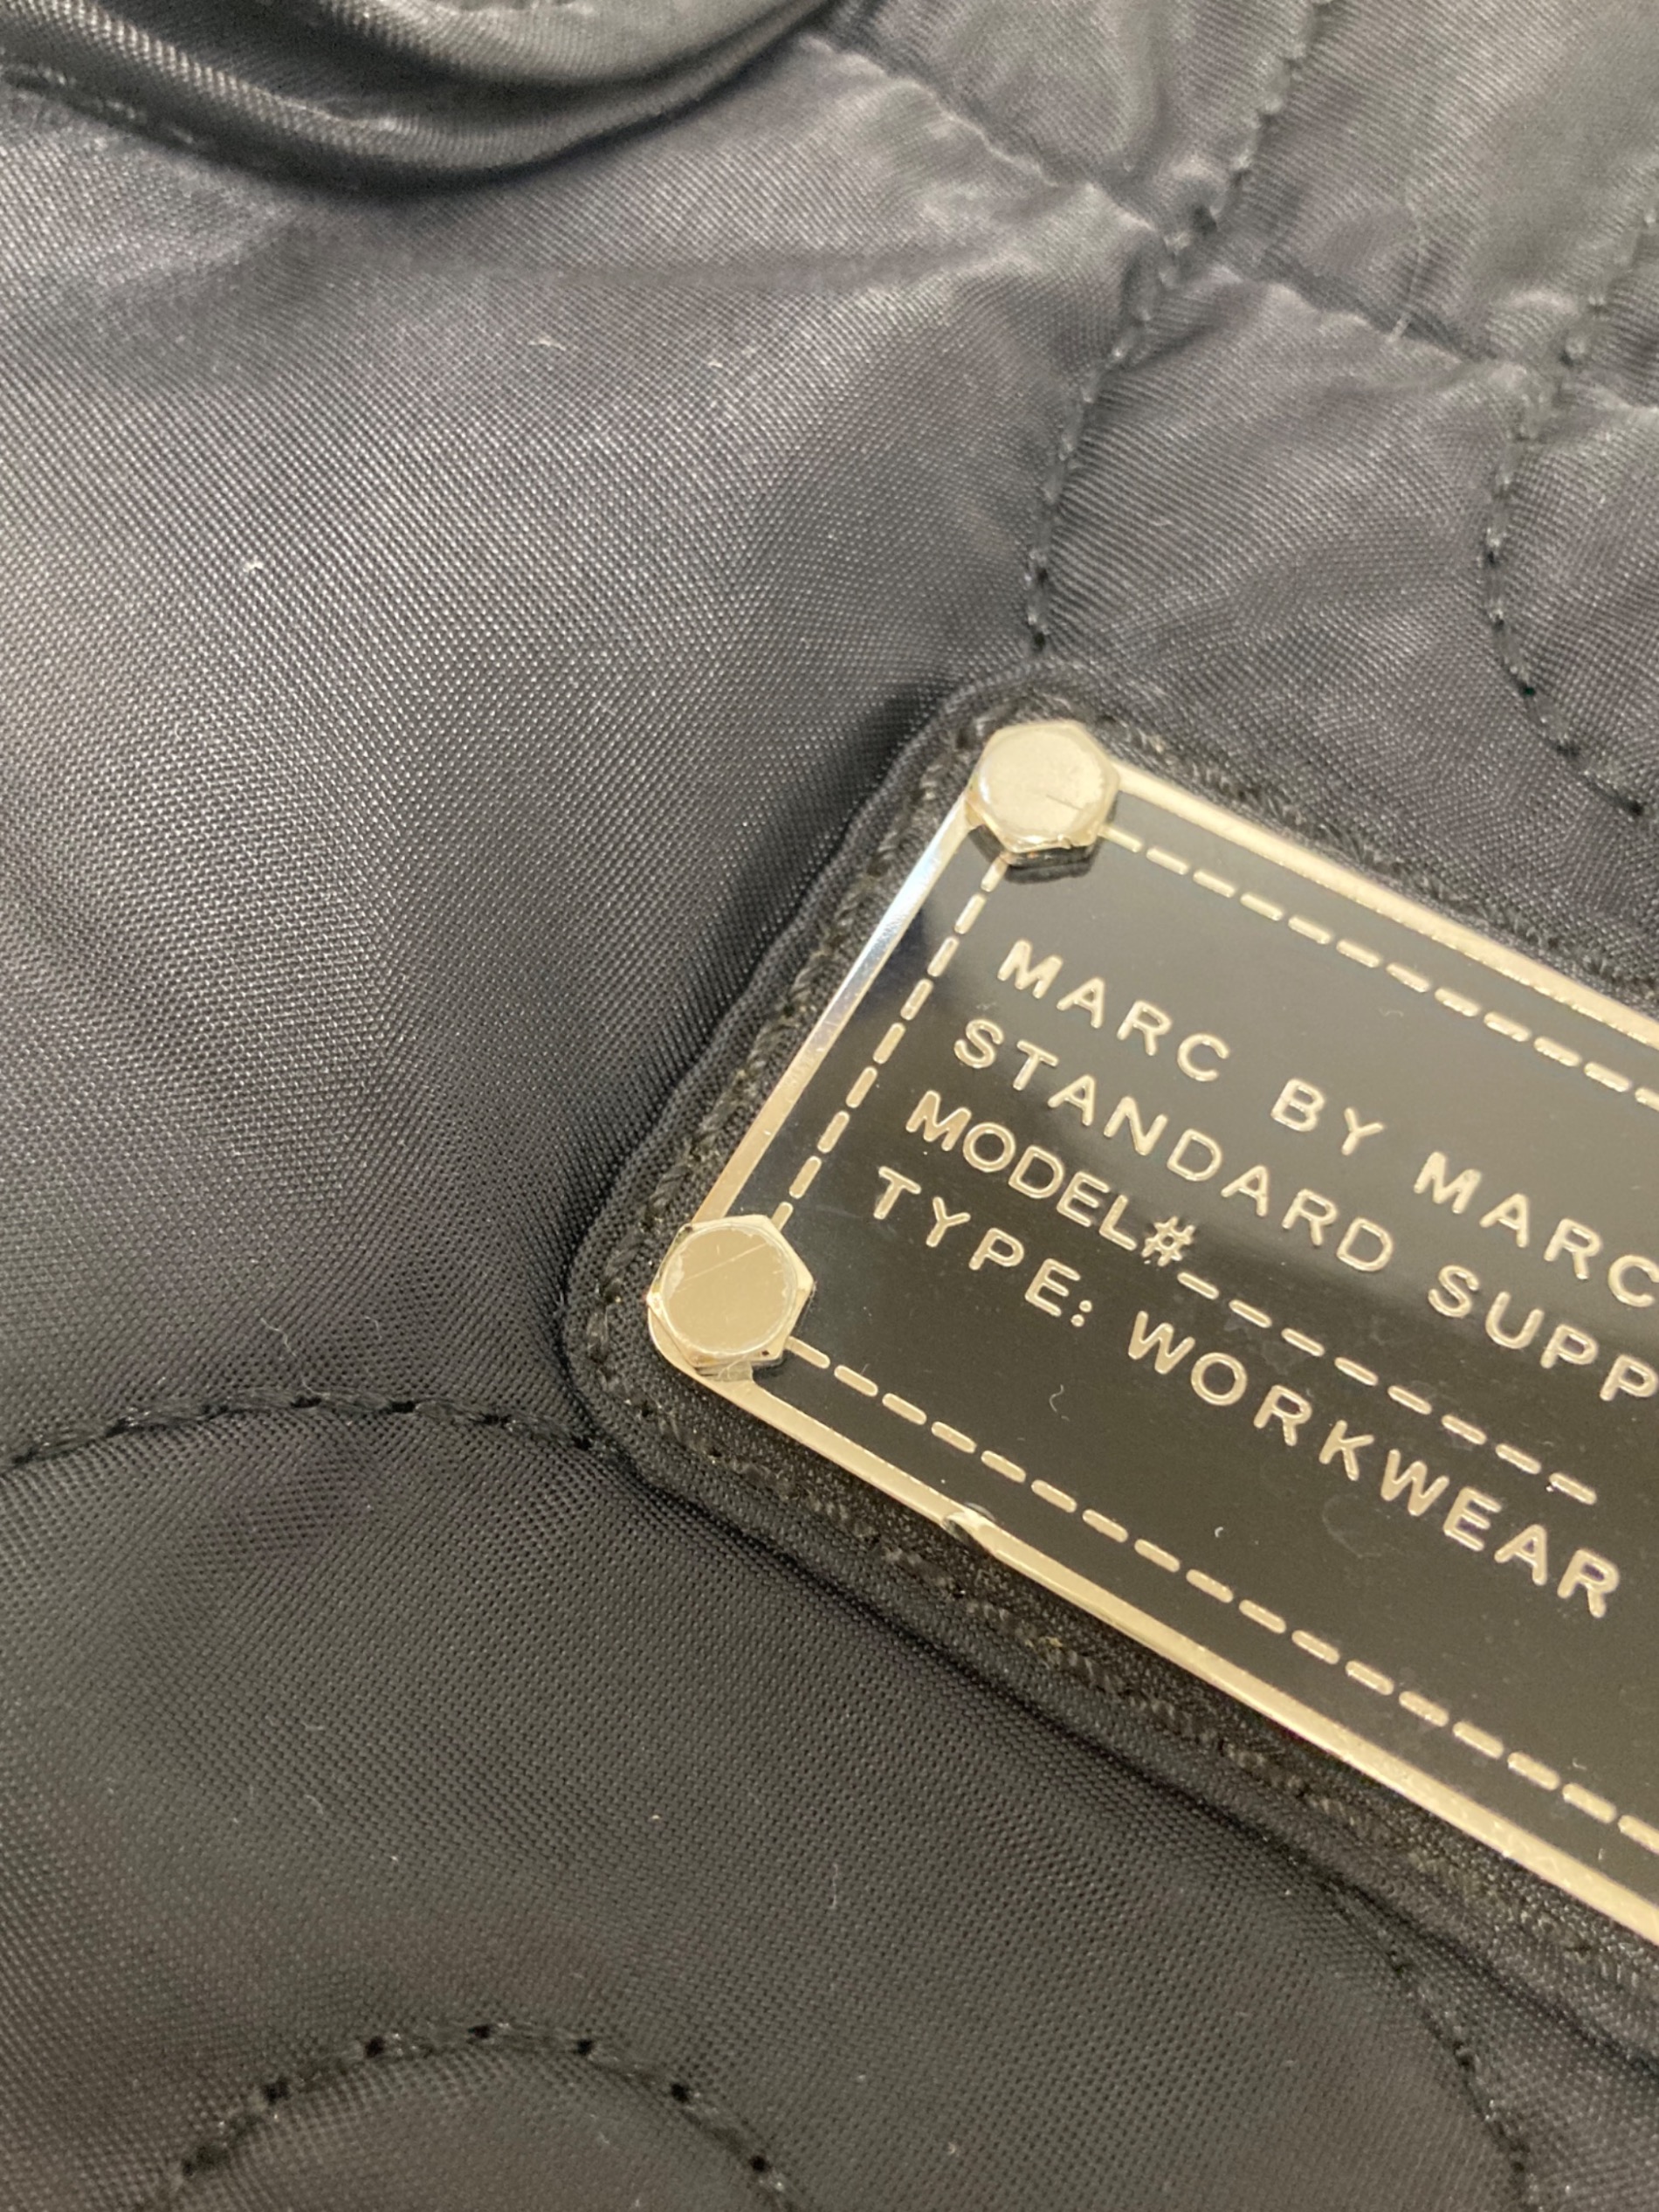 MARC BY MARC
STANDARD SUPP
MODEL#--------
TYPE: WORKWEAR